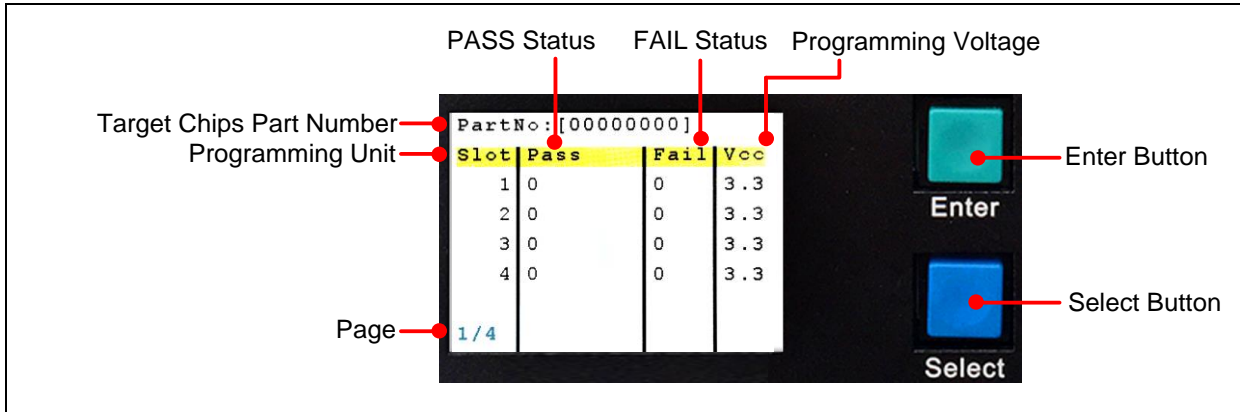 PASS Status FAIL Status Programming Voltage
Target Chips Part Number
PartNo:[00000000]
Programming Unit
Slot Pass Fail Vcc
Enter Button
1 0 0 3.3
Enter
2 0 0 3.3
3 0 0 3.3
4 0 0 3.3
Select Button
Page
1/4
Select